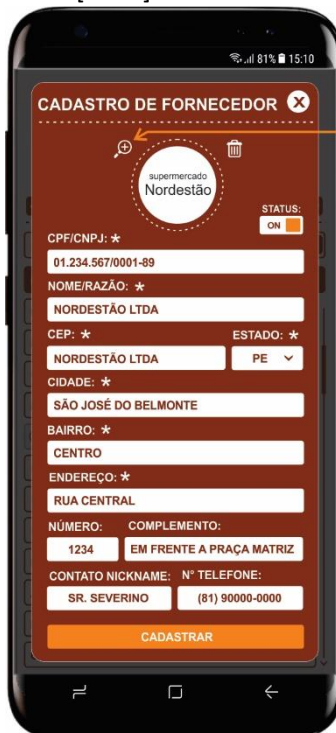 81% 15:10
CADASTRO DE FORNECEDOR X
supermercado
Nordestão
STATUS:
ON
CPF/CNPJ: *
01.234.567/0001-89
NOME/RAZÃO: *
NORDESTÃO LTDA
CEP: * ESTADO: *
NORDESTÃO LTDA PE
CIDADE: *
SÃO JOSÉ DO BELMONTE
BAIRRO: *
CENTRO
ENDEREÇO: *
RUA CENTRAL
NÚMERO: COMPLEMENTO:
1234 EM FRENTE A PRAÇA MATRIZ
CONTATO NICKNAME: N° TELEFONE:
SR. SEVERINO (81) 90000-0000
CADASTRAR